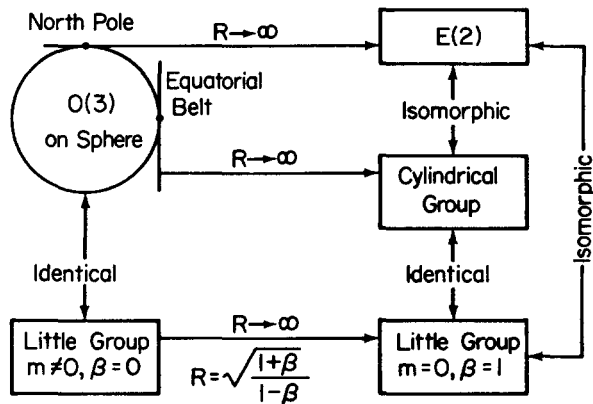 North Pole
R→∞
E(2)
O(3)
on Sphere
Equatorial
Belt
Isomorphic
R→∞
Cylindrical
Group
Isomorphic
Identical
Identical
Little Group
m≠0, β=0
R→∞
R=√(1+β)/(1-β)
Little Group
m=0, β=1